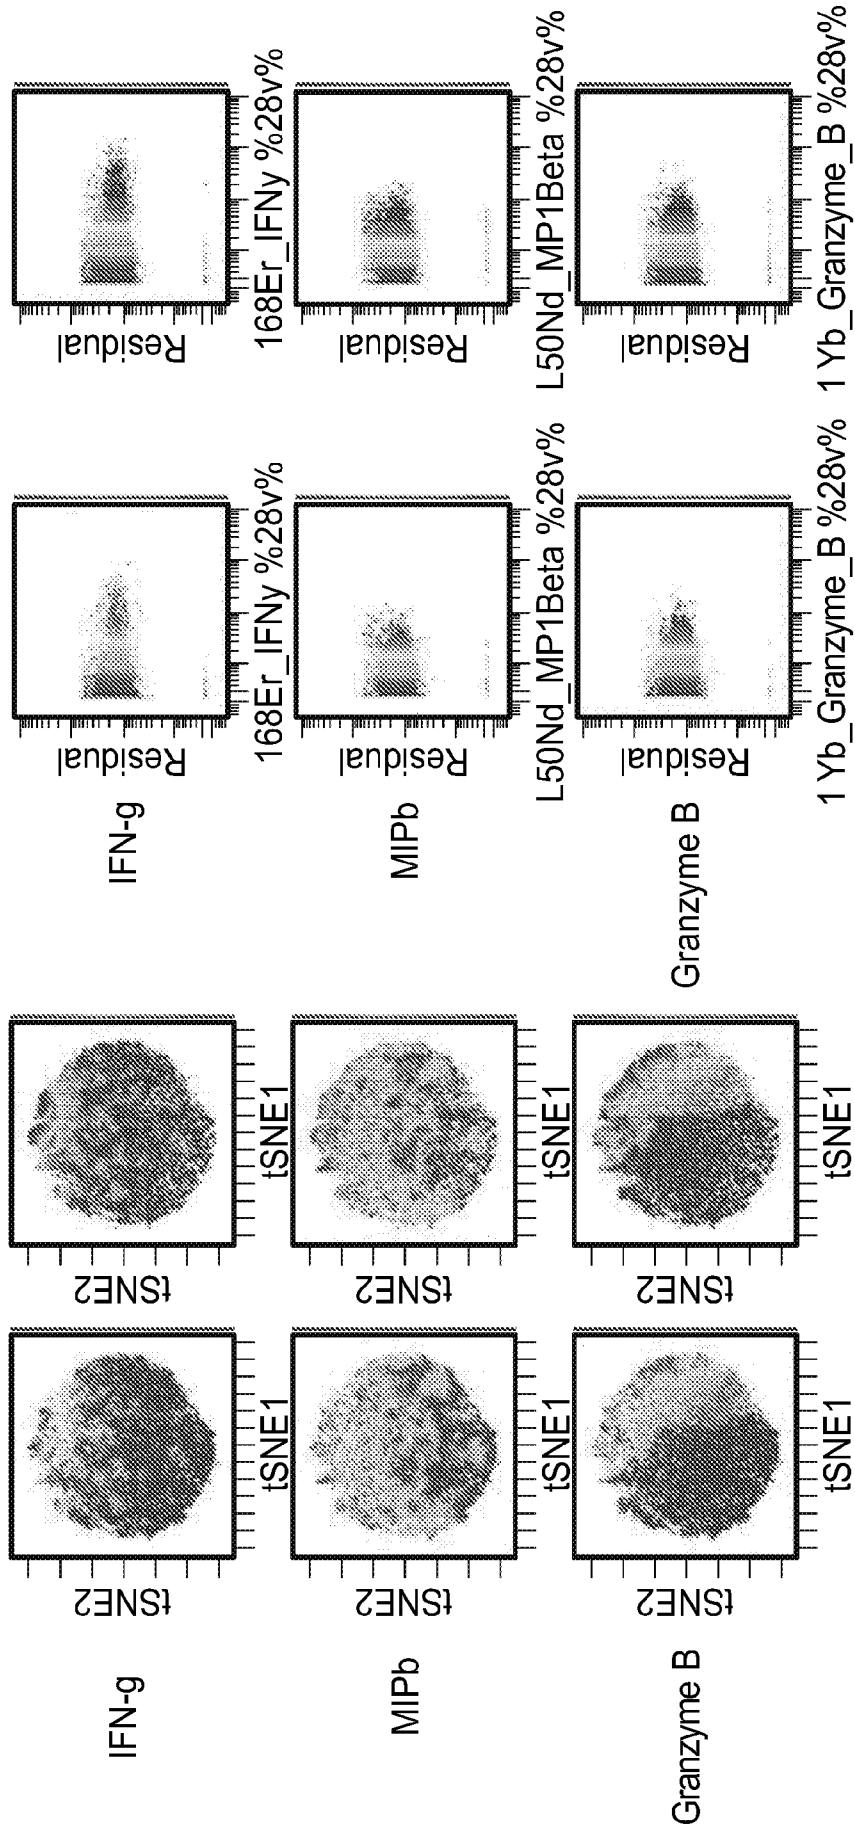 IFN-g
tSNE2
tSNE1
tSNE2
tSNE1
IFN-g
Residual
168Er_IFNy %28v%
Residual
168Er_IFNy %28v%
MIPb
tSNE2
tSNE1
tSNE2
tSNE1
MIPb
Residual
L50Nd_MP1Beta %28v%
Residual
L50Nd_MP1Beta %28v%
Granzyme B
tSNE2
tSNE1
tSNE2
tSNE1
Granzyme B
Residual
1 Yb_Granzyme_B %28v%
Residual
1 Yb_Granzyme_B %28v%